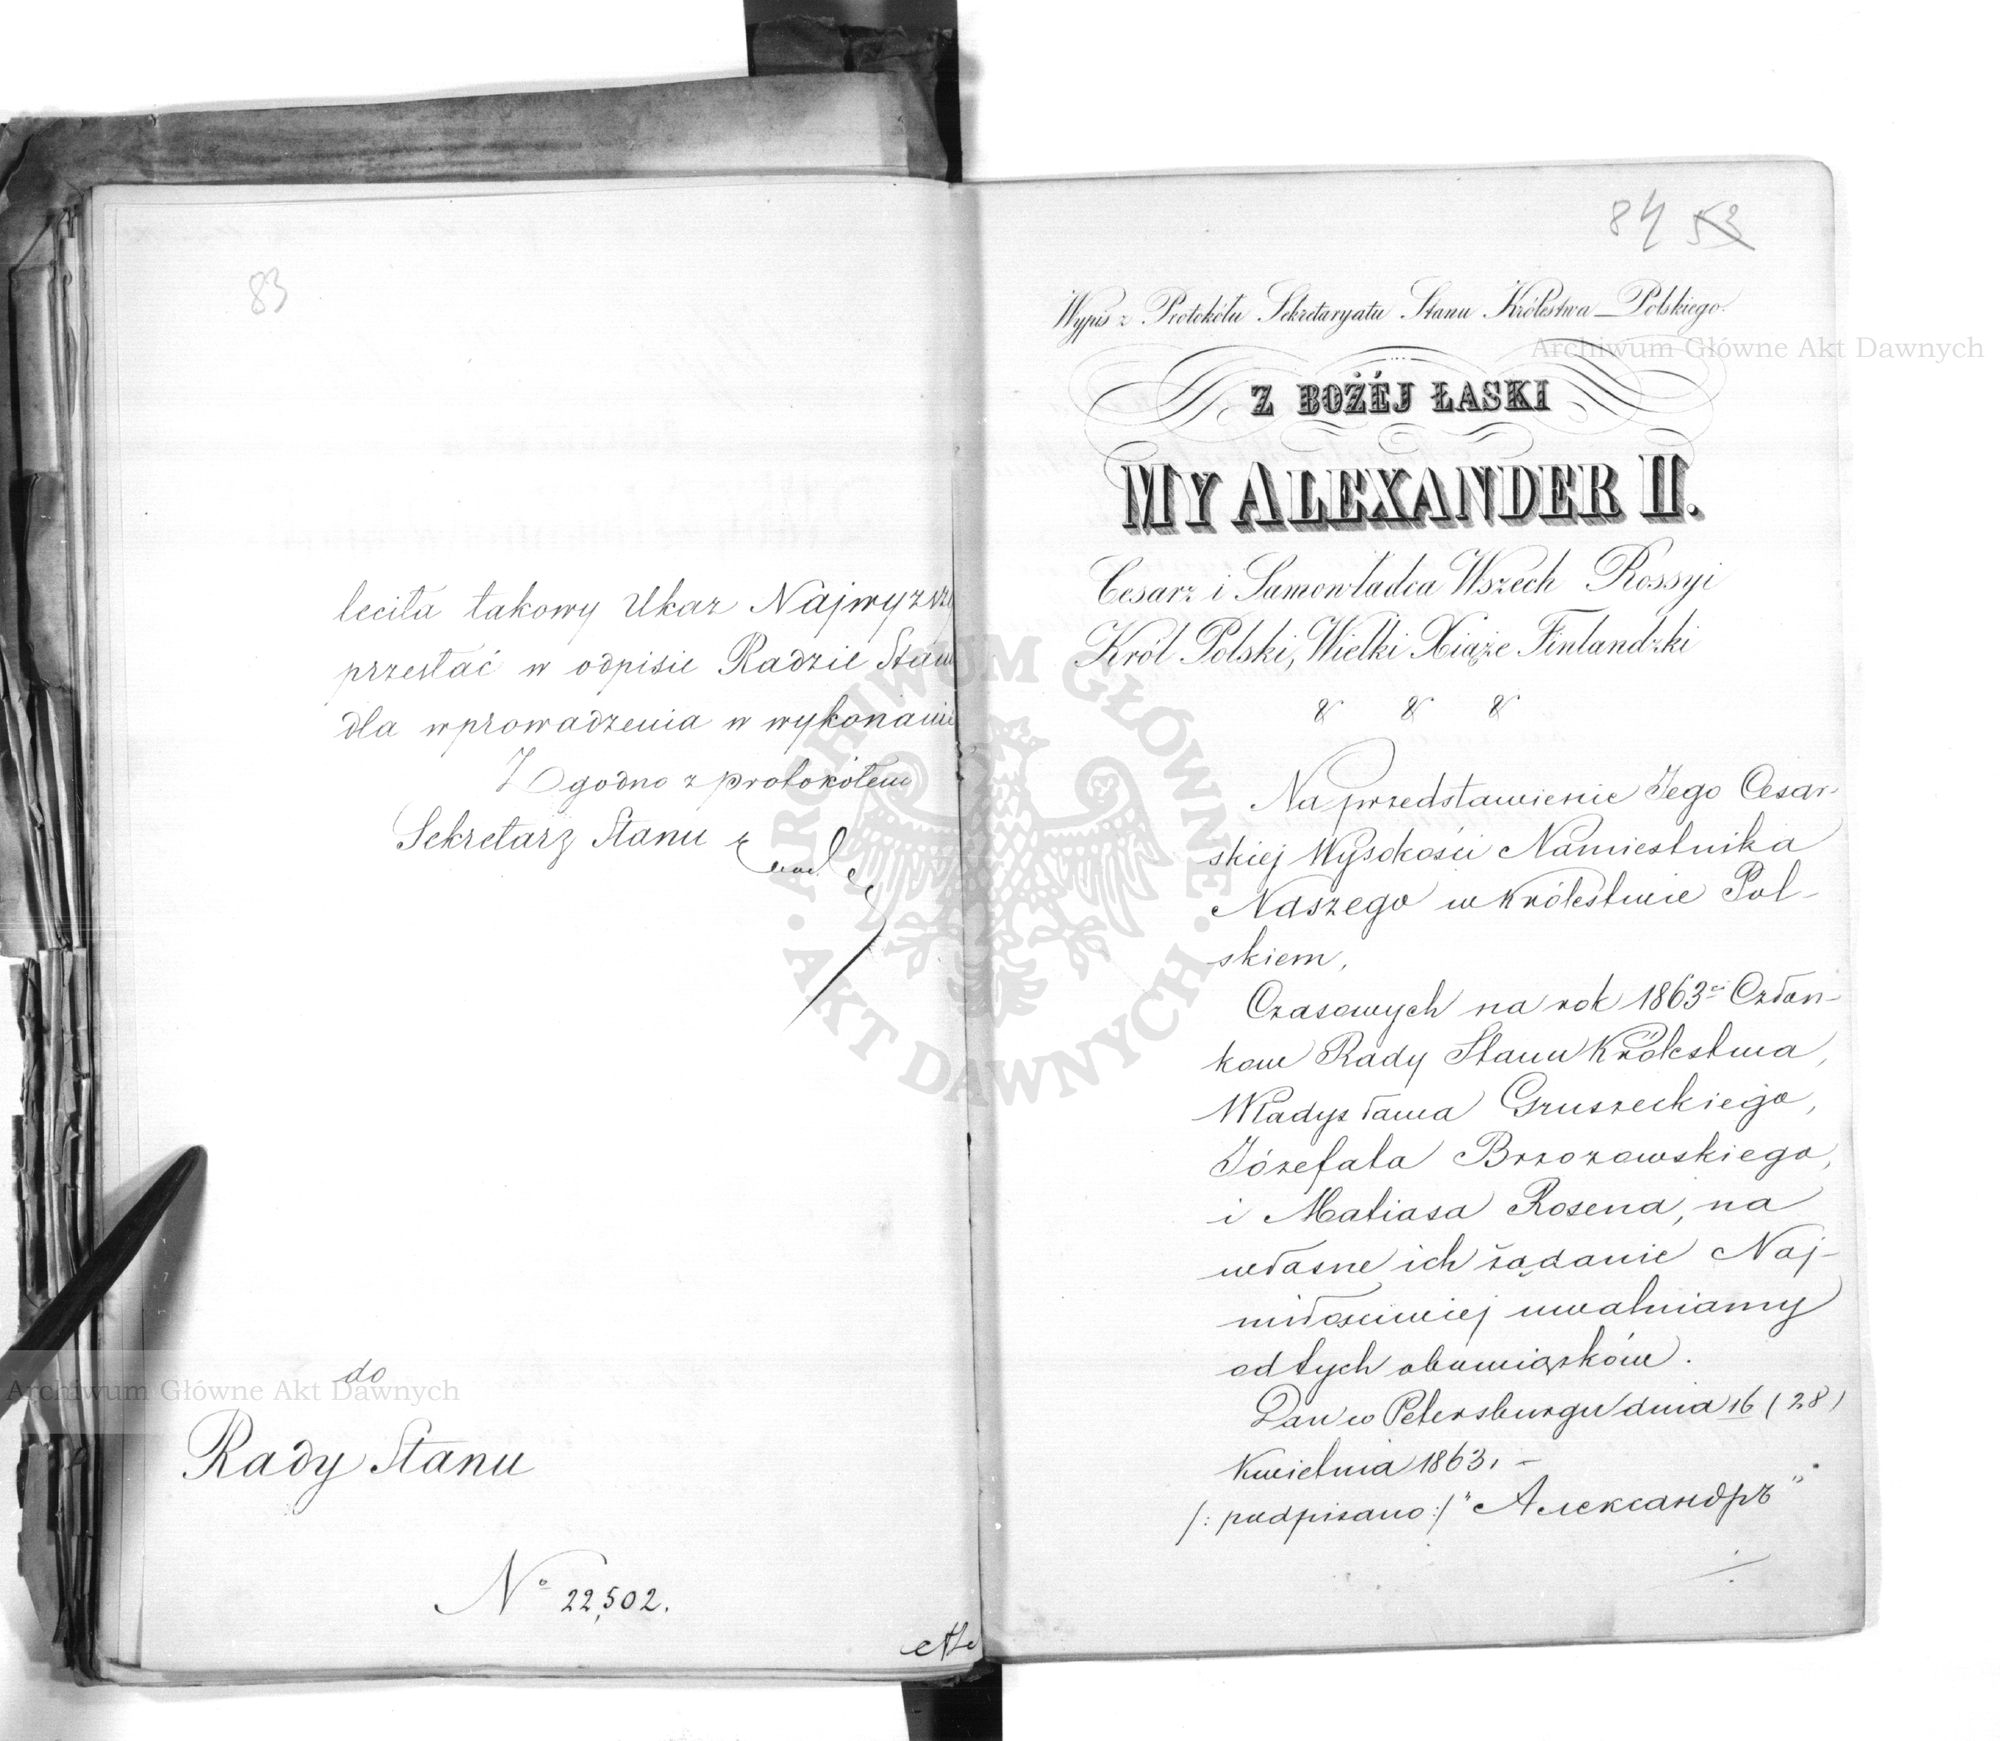 83
leciła takowy Ukaz Najwyższy
przesłać w odpisie Radzie Stanu
dla wprowadzenia w wykonanie
Zgodno z protokółem
Sekretarz Stanu
do
Rady Stanu
No 22,502.
84 53
Wypis z Protokółu Sekretaryatu Stanu Królestwa Polskiego.
Z BOŻÉJ ŁASKI
MY ALEXANDER II.
Cesarz i Samowładca Wszech Rossyi
Król Polski, Wielki Xiąże Finlandzki
& & &
Na przedstawienie Jego Cesar-
skiej Wysokości Namiestnika
Naszego w Królestwie Pol-
skiem,
Czasowych na rok 1863 Człon-
kow Rady Stanu Królestwa,
Władysława Gruszeckiego,
Józefata Brzozowskiego,
i Matiasa Rosena, na
własne ich żądanie Naj-
miłościwiej uwalniamy
od tych obowiązków.
Dan w Petersburgu dnia 16 (28)
Kwietnia 1863. -
/: podpisano :/ "Александръ"
Archiwum Główne Akt Dawnych
Archiwum Główne Akt Dawnych
ARCHIWUM GŁÓWNE · AKT DAWNYCH ·